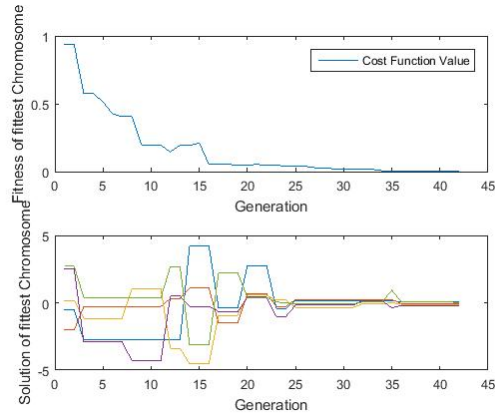 Fitness of fittest Chromosome
1
0.5
0
Cost Function Value
0 5 10 15 20 25 30 35 40 45
Generation
Solution of fittest Chromosome
5
0
-5
0 5 10 15 20 25 30 35 40 45
Generation